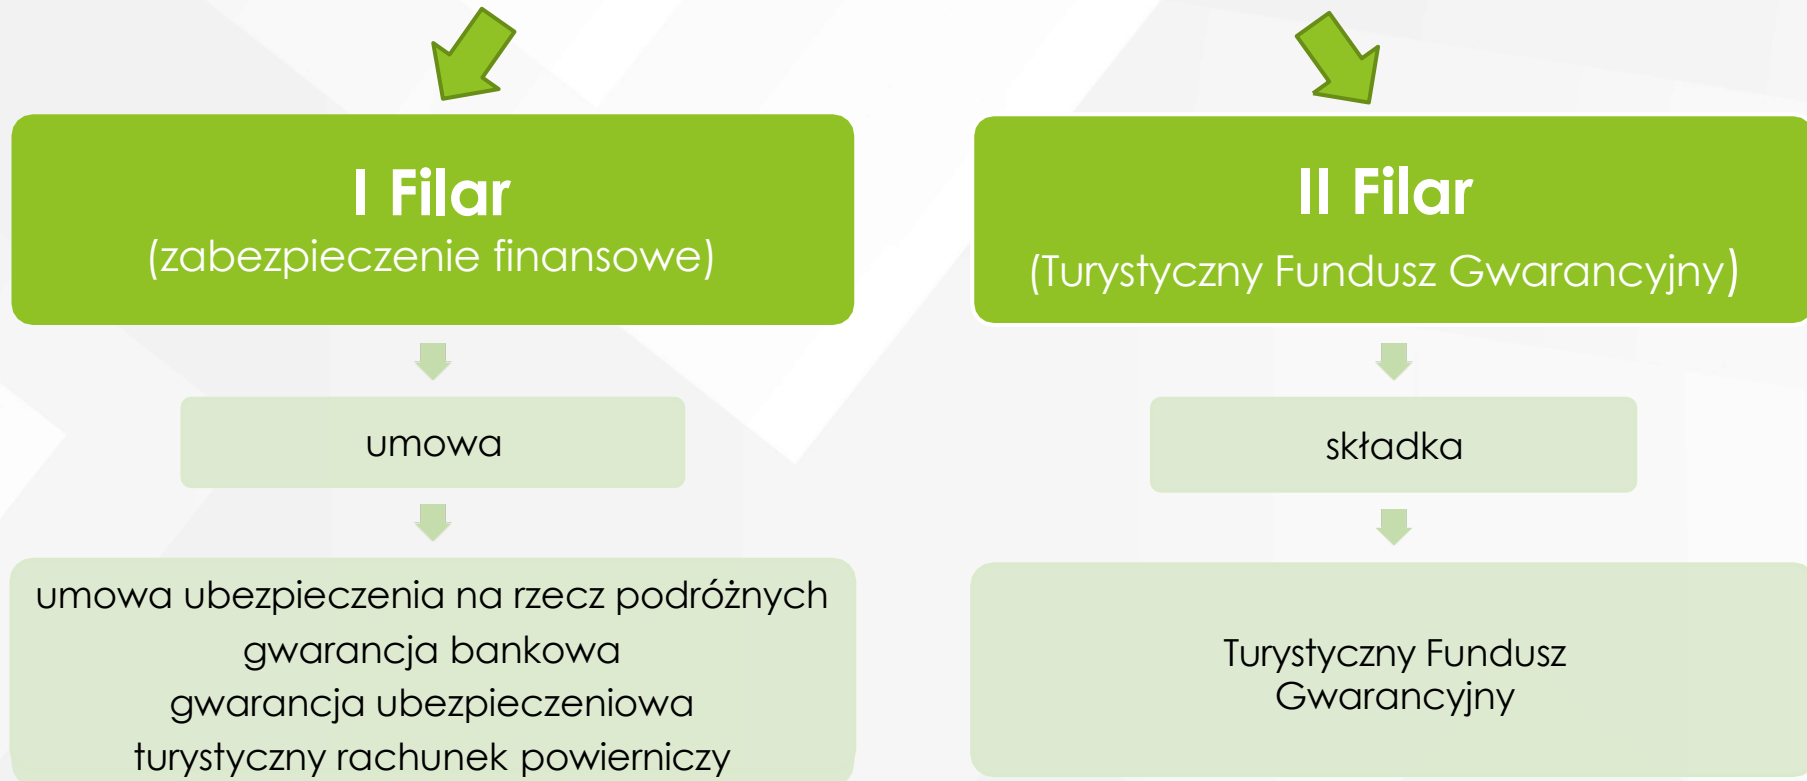 I Filar
(zabezpieczenie finansowe)
umowa
umowa ubezpieczenia na rzecz podróżnych
gwarancja bankowa
gwarancja ubezpieczeniowa
turystyczny rachunek powierniczy
II Filar
(Turystyczny Fundusz Gwarancyjny)
składka
Turystyczny Fundusz
Gwarancyjny